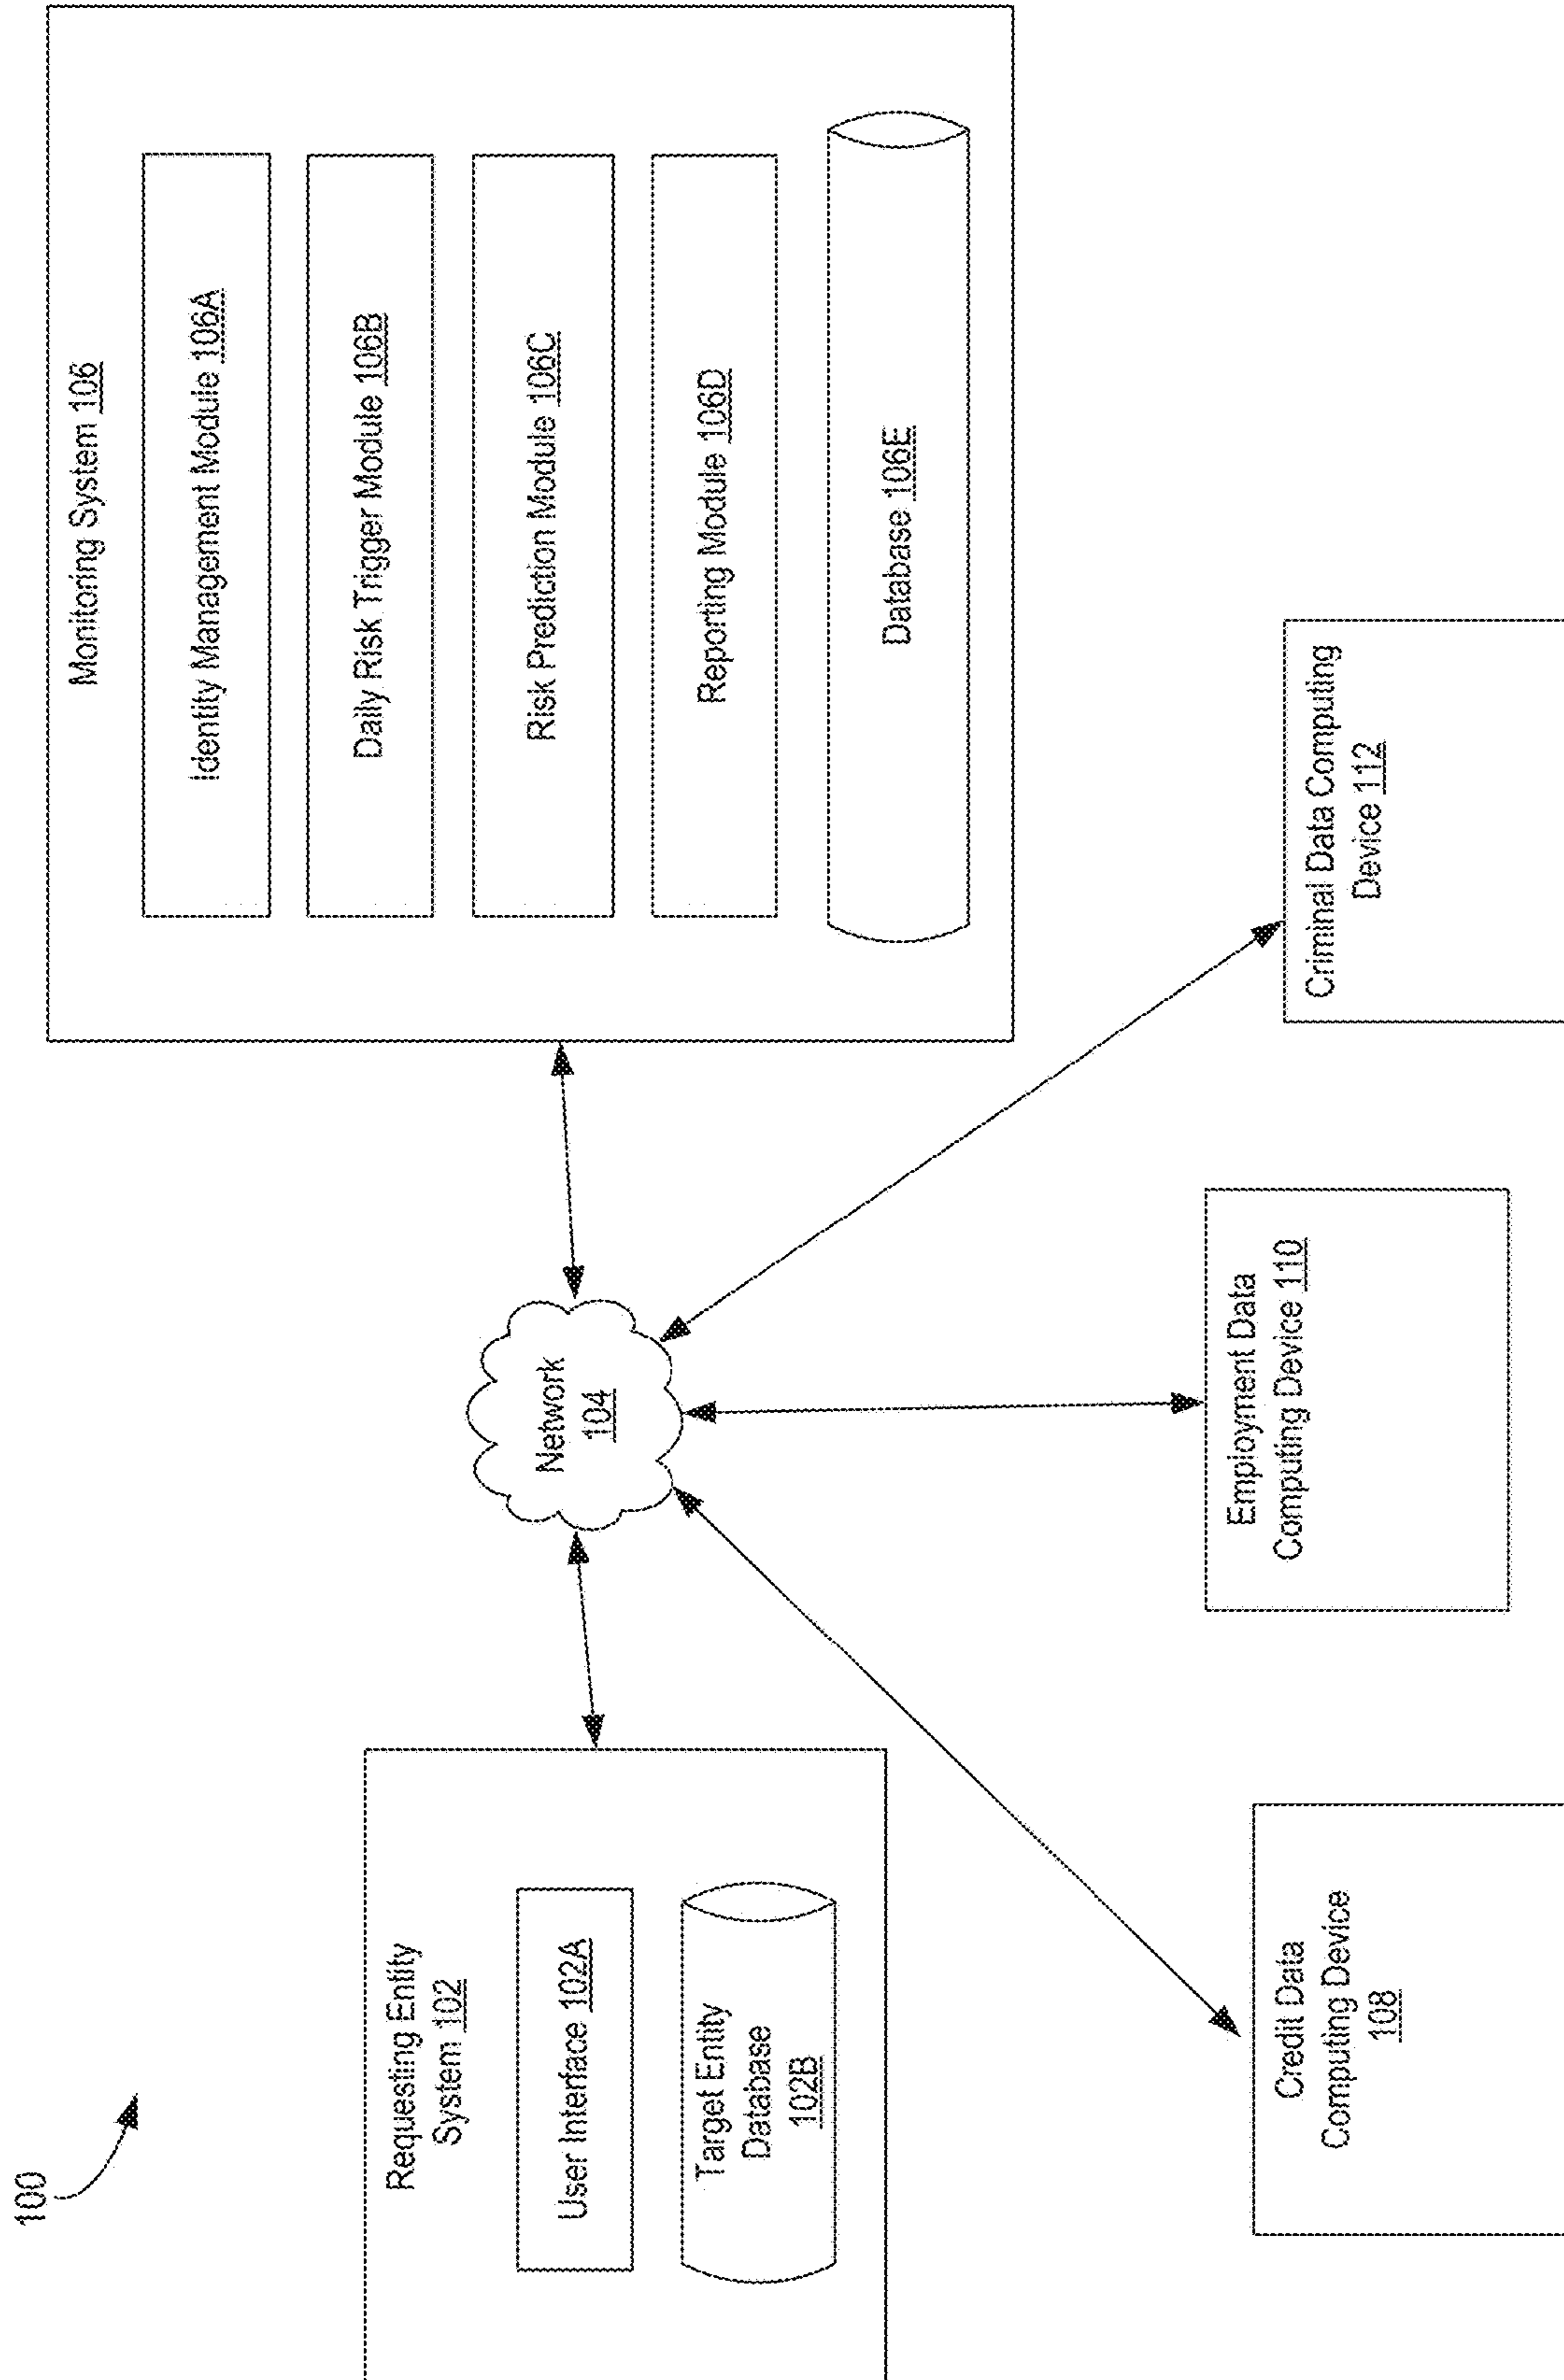 100
Requesting Entity
System 102
User Interface 102A
Target Entity
Database
102B
Network
104
Monitoring System 106
Identity Management Module 106A
Daily Risk Trigger Module 106B
Risk Prediction Module 106C
Reporting Module 106D
Database 106E
Credit Data
Computing Device
108
Employment Data
Computing Device 110
Criminal Data Computing
Device 112